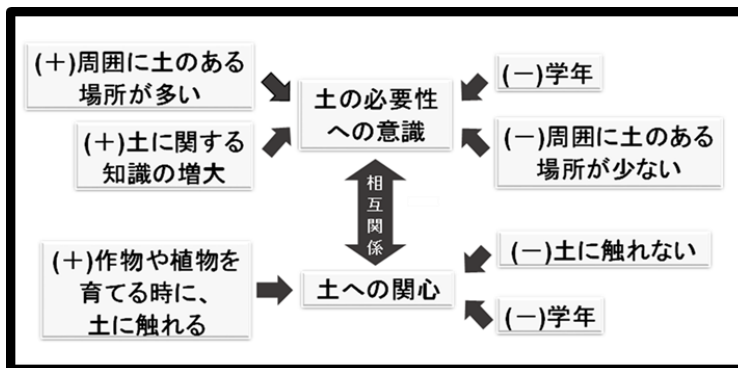 (＋)周囲に土のある
場所が多い
(＋)土に関する
知識の増大
土の必要性
への意識
(－)学年
(－)周囲に土のある
場所が少ない
相互関係
(＋)作物や植物を
育てる時に、
土に触れる
土への関心
(－)土に触れない
(－)学年